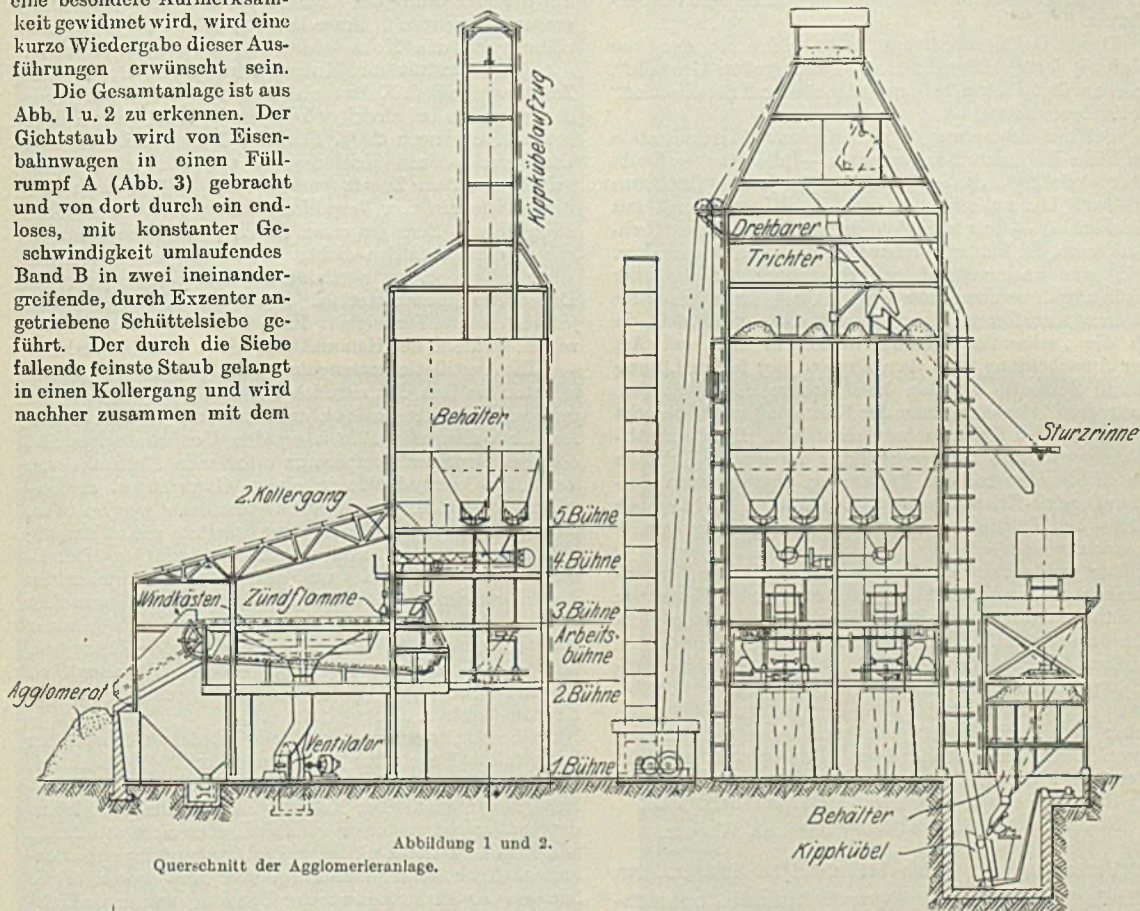 eine besondere Aufmerksam-
keit gewidmet wird, wird eine
kurze Wiedergabe dieser Aus-
führungen erwünscht sein.
Die Gesamtanlage ist aus
Abb. 1 u. 2 zu erkennen. Der
Gichtstaub wird von Eisen-
bahnwagen in einen Füll-
rumpf A (Abb. 3) gebracht
und von dort durch ein end-
loses, mit konstanter Ge-
schwindigkeit umlaufendes
Band B in zwei ineinander-
greifende, durch Exzenter an-
getriebene Schüttelsiebe ge-
führt. Der durch die Siebe
fallende feinste Staub gelangt
in einen Kollergang und wird
nachher zusammen mit dem
Kippkübelaufzug
Behälter
2.Kollergang
Windkästen
Zündflamme
Agglomerat
Ventilator
5.Bühne
4.Bühne
3.Bühne
Arbeits-
bühne
2.Bühne
1.Bühne
Drehbarer
Trichter
Sturzrinne
Behälter
Kippkübel
Abbildung 1 und 2.
Querschnitt der Agglomerieranlage.